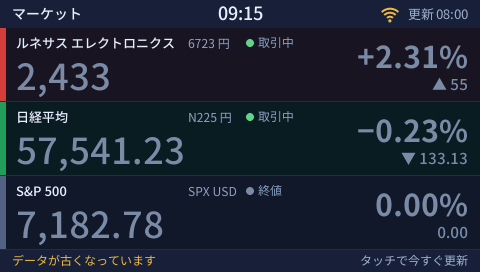 マーケット 09:15 更新 08:00
ルネサス エレクトロニクス 6723 円 取引中 +2.31%
2,433 ▲ 55
日経平均 N225 円 取引中 −0.23%
57,541.23 ▼ 133.13
S&P 500 SPX USD 終値 0.00%
7,182.78 0.00
データが古くなっています タッチで今すぐ更新